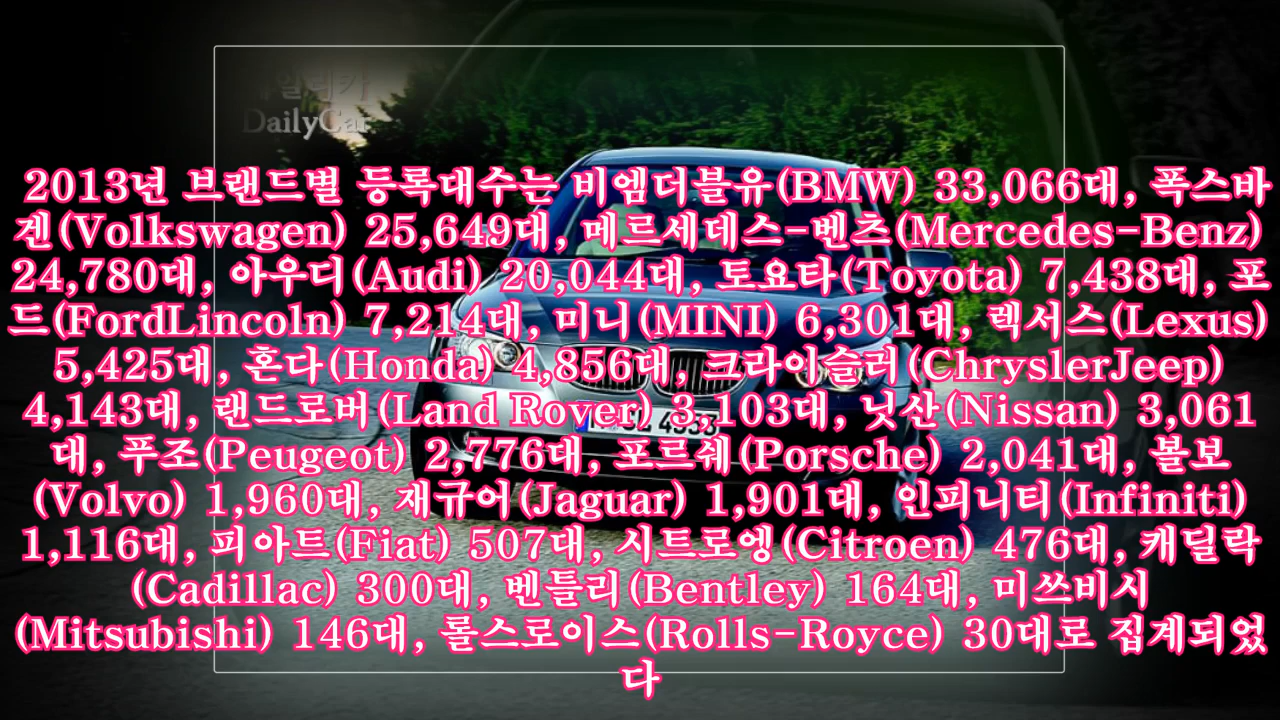 DailyCar
2013년 브랜드별 등록대수는 비엠더블유(BMW) 33,066대, 폭스바
겐(Volkswagen) 25,649대, 메르세데스-벤츠(Mercedes-Benz)
24,780대, 아우디(Audi) 20,044대, 토요타(Toyota) 7,438대, 포
드(FordLincoln) 7,214대, 미니(MINI) 6,301대, 렉서스(Lexus)
5,425대, 혼다(Honda) 4,856대, 크라이슬러(ChryslerJeep)
4,143대, 랜드로버(Land Rover) 3,103대, 닛산(Nissan) 3,061
대, 푸조(Peugeot) 2,776대, 포르쉐(Porsche) 2,041대, 볼보
(Volvo) 1,960대, 재규어(Jaguar) 1,901대, 인피니티(Infiniti)
1,116대, 피아트(Fiat) 507대, 시트로엥(Citroen) 476대, 캐딜락
(Cadillac) 300대, 벤틀리(Bentley) 164대, 미쓰비시
(Mitsubishi) 146대, 롤스로이스(Rolls-Royce) 30대로 집계되었
다